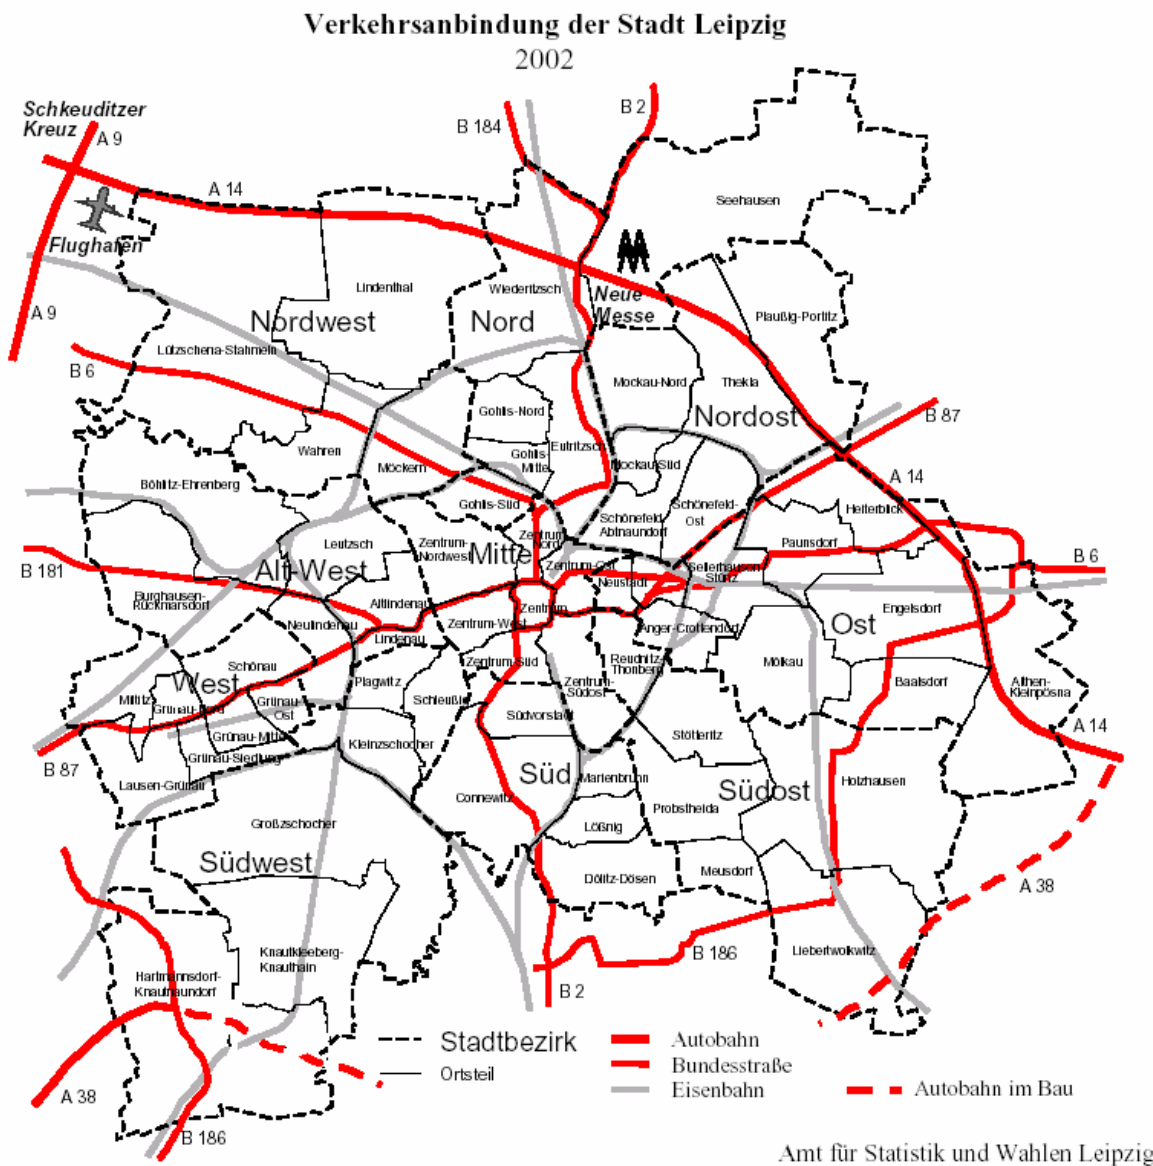 Verkehrsanbindung der Stadt Leipzig
2002
Schkeuditzer
Kreuz
A 9
B 184
B 2
A 14
Seehausen
Flughafen
Lindenthal
Wiederitzsch
Neue
Messe
A 9
Nordwest
Nord
Plaußig-Portitz
Lützschena-Stahmeln
B 6
Mockau-Nord
Thekla
Gohlis-Nord
Nordost
B 87
Eutritzsch
Wahren
Gohlis-
Mitte
Möckern
Mockau-Süd
Böhlitz-Ehrenberg
A 14
Gohlis-Süd
Schönefeld-
Ost
Heiterblick
Schönefeld-
Abtnaundorf
Leutzsch
Zentrum-
Nordwest
Mitte
Zentrum-
Nord
Paunsdorf
B 181
Alt-West
Zentrum-Ost
Sellerhausen-
Stünz
B 6
Neustadt
Burghausen-
Rückmarsdorf
Altlindenau
Zentrum
Engelsdorf
Neulindenau
Lindenau
Zentrum-West
Anger-Crottendorf
Ost
Schönau
Zentrum-Süd
Reudnitz-
Thonberg
Mölkau
West
Plagwitz
Zentrum-
Südost
Baalsdorf
Althen-
Kleinpösna
Miltitz
Grünau-Nord
Grünau-
Ost
Schleußig
Südvorstadt
A 14
Grünau-Mitte
Kleinzschocher
Stötteritz
Grünau-Siedlung
B 87
Lausen-Grünau
Süd
Marienbrunn
Südost
Holzhausen
Connewitz
Probstheida
Großzschocher
Lößnig
Südwest
Dölitz-Dösen
Meusdorf
A 38
Knautkleeberg-
Knauthain
B 186
Liebertwolkwitz
Hartmannsdorf-
Knautnaundorf
B 2
Stadtbezirk
Autobahn
Ortsteil
Bundesstraße
Eisenbahn
Autobahn im Bau
A 38
B 186
Amt für Statistik und Wahlen Leipzig